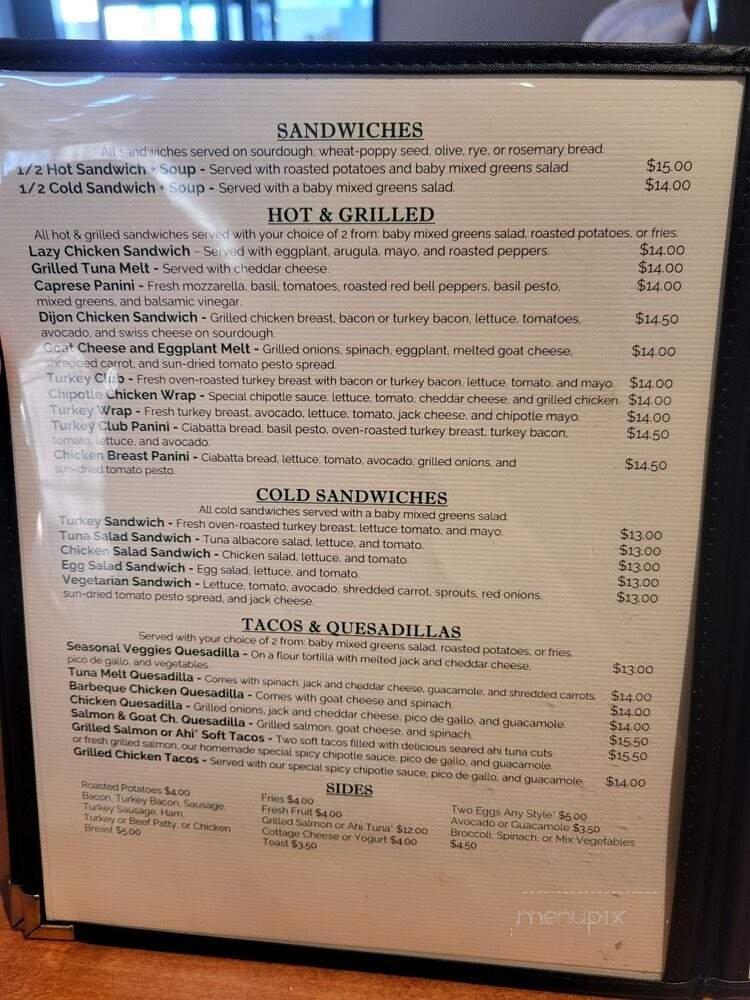 SANDWICHES
All sandwiches served on sourdough, wheat-poppy seed, olive, rye, or rosemary bread.
1/2 Hot Sandwich + Soup - Served with roasted potatoes and baby mixed greens salad. $15.00
1/2 Cold Sandwich + Soup - Served with a baby mixed greens salad. $14.00
HOT & GRILLED
All hot & grilled sandwiches served with your choice of 2 from: baby mixed greens salad, roasted potatoes, or fries.
Lazy Chicken Sandwich - Served with eggplant, arugula, mayo, and roasted peppers. $14.00
Grilled Tuna Melt - Served with cheddar cheese. $14.00
Caprese Panini - Fresh mozzarella, basil, tomatoes, roasted red bell peppers, basil pesto, $14.00
mixed greens, and balsamic vinegar.
Dijon Chicken Sandwich - Grilled chicken breast, bacon or turkey bacon, lettuce, tomatoes, $14.50
avocado, and swiss cheese on sourdough.
Goat Cheese and Eggplant Melt - Grilled onions, spinach, eggplant, melted goat cheese, $14.00
shredded carrot, and sun-dried tomato pesto spread.
Turkey Club - Fresh oven-roasted turkey breast with bacon or turkey bacon, lettuce, tomato, and mayo. $14.00
Chipotle Chicken Wrap - Special chipotle sauce, lettuce, tomato, cheddar cheese, and grilled chicken. $14.00
Turkey Wrap - Fresh turkey breast, avocado, lettuce, tomato, jack cheese, and chipotle mayo. $14.00
Turkey Club Panini - Ciabatta bread, basil pesto, oven-roasted turkey breast, turkey bacon, $14.50
tomato, lettuce, and avocado.
Chicken Breast Panini - Ciabatta bread, lettuce, tomato, avocado, grilled onions, and $14.50
sun-dried tomato pesto.
COLD SANDWICHES
All cold sandwiches served with a baby mixed greens salad.
Turkey Sandwich - Fresh oven-roasted turkey breast, lettuce tomato, and mayo. $13.00
Tuna Salad Sandwich - Tuna albacore salad, lettuce, and tomato. $13.00
Chicken Salad Sandwich - Chicken salad, lettuce, and tomato. $13.00
Egg Salad Sandwich - Egg salad, lettuce, and tomato. $13.00
Vegetarian Sandwich - Lettuce, tomato, avocado, shredded carrot, sprouts, red onions, $13.00
sun-dried tomato pesto spread, and jack cheese.
TACOS & QUESADILLAS
Served with your choice of 2 from: baby mixed greens salad, roasted potatoes, or fries.
Seasonal Veggies Quesadilla - On a flour tortilla with melted jack and cheddar cheese, $13.00
pico de gallo, and vegetables.
Tuna Melt Quesadilla - Comes with spinach, jack and cheddar cheese, guacamole, and shredded carrots. $14.00
Barbeque Chicken Quesadilla - Comes with goat cheese and spinach. $14.00
Chicken Quesadilla - Grilled onions, jack and cheddar cheese, pico de gallo, and guacamole. $14.00
Salmon & Goat Ch. Quesadilla - Grilled salmon, goat cheese, and spinach. $15.50
Grilled Salmon or Ahi* Soft Tacos - Two soft tacos filled with delicious seared ahi tuna cuts $15.50
or fresh grilled salmon, our homemade special spicy chipotle sauce, pico de gallo, and guacamole.
Grilled Chicken Tacos - Served with our special spicy chipotle sauce, pico de gallo, and guacamole. $14.00
SIDES
Roasted Potatoes $4.00
Bacon, Turkey Bacon, Sausage,
Turkey Sausage, Ham,
Turkey or Beef Patty, or Chicken
Breast $5.00
Fries $4.00
Fresh Fruit $4.00
Grilled Salmon or Ahi Tuna* $12.00
Cottage Cheese or Yogurt $4.00
Toast $3.50
Two Eggs Any Style* $5.00
Avocado or Guacamole $3.50
Broccoli, Spinach, or Mix Vegetables
$4.50
menupix